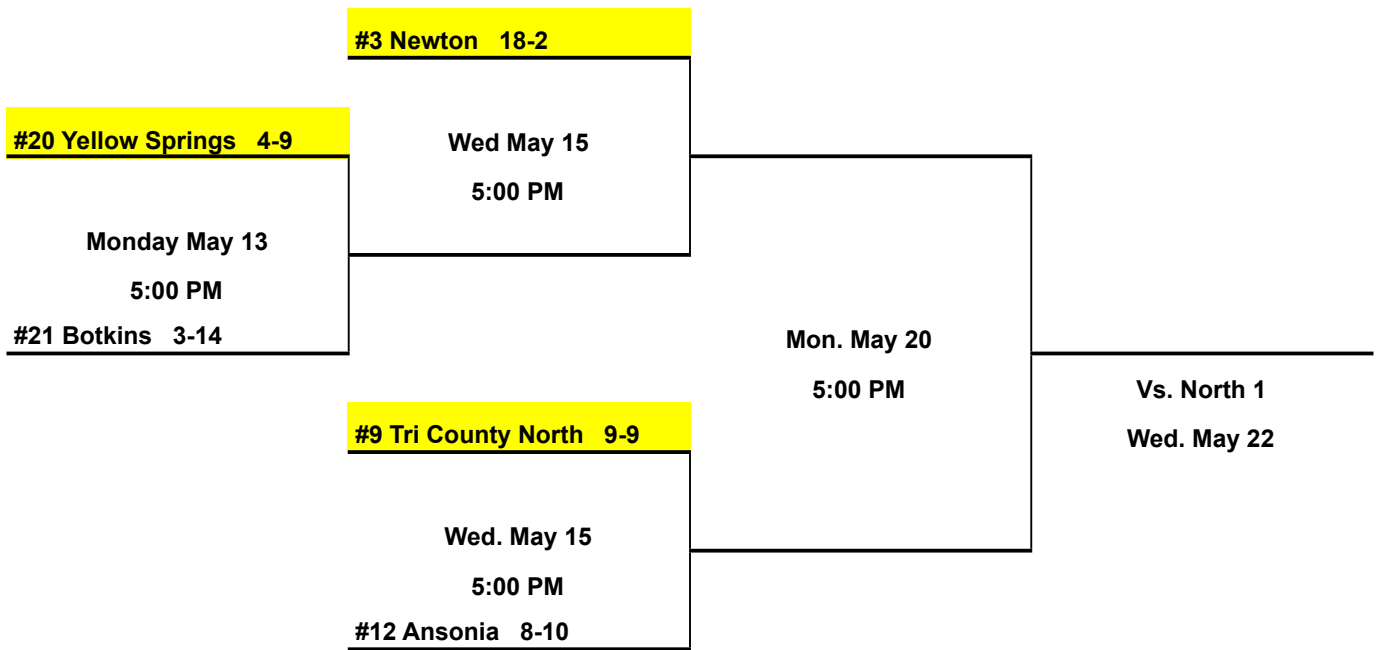 #3 Newton 18-2
#20 Yellow Springs 4-9
Wed May 15
5:00 PM
Monday May 13
5:00 PM
#21 Botkins 3-14
Mon. May 20
5:00 PM
Vs. North 1
Wed. May 22
#9 Tri County North 9-9
Wed. May 15
5:00 PM
#12 Ansonia 8-10